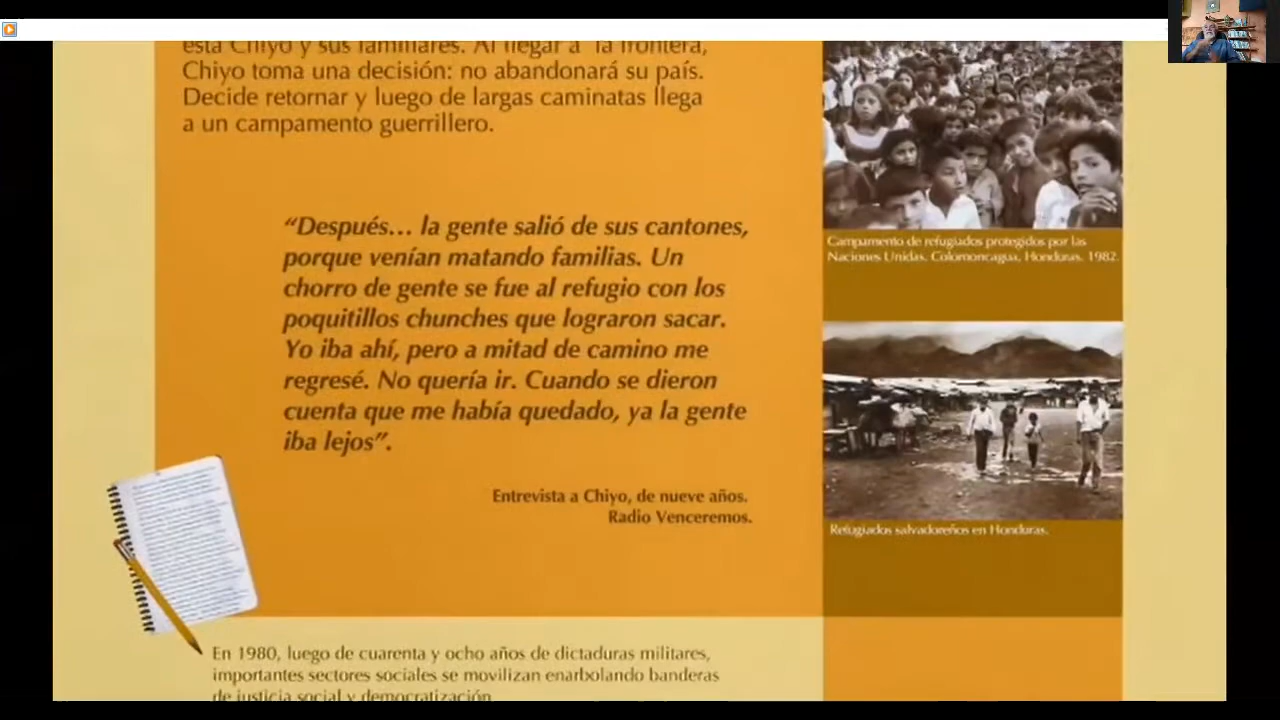 está Chiyo y sus familiares. Al llegar a la frontera,
Chiyo toma una decisión: no abandonará su país.
Decide retornar y luego de largas caminatas llega
a un campamento guerrillero.
“Después... la gente salió de sus cantones,
porque venían matando familias. Un
chorro de gente se fue al refugio con los
poquitillos chunches que lograron sacar.
Yo iba ahí, pero a mitad de camino me
regresé. No quería ir. Cuando se dieron
cuenta que me había quedado, ya la gente
iba lejos”.
Entrevista a Chiyo, de nueve años.
Radio Venceremos.
Campamento de refugiados protegidos por las
Naciones Unidas. Colomoncagua, Honduras. 1982.
Refugiados salvadoreños en Honduras.
En 1980, luego de cuarenta y ocho años de dictaduras militares,
importantes sectores sociales se movilizan enarbolando banderas
de justicia social y democratización